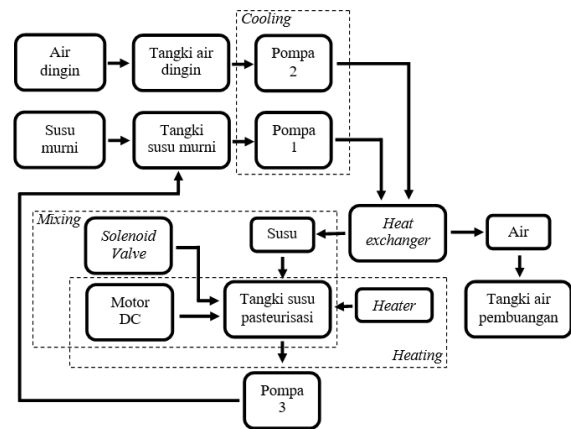 Cooling
Air
dingin
Tangki air
dingin
Pompa
2
Susu
murni
Tangki
susu murni
Pompa
1
Mixing
Solenoid
Valve
Susu
Heat
exchanger
Air
Motor
DC
Tangki susu
pasteurisasi
Heater
Tangki air
pembuangan
Heating
Pompa
3